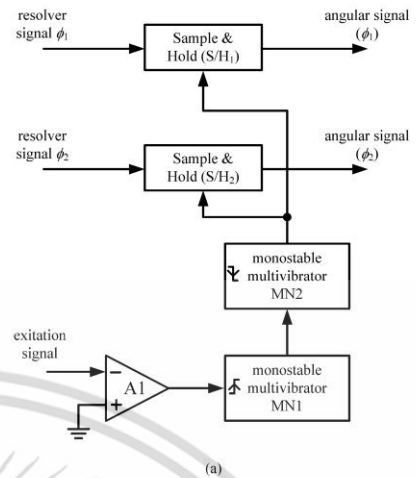 resolver
signal ϕ1
Sample &
Hold (S/H1)
angular signal
(ϕ1)
resolver
signal ϕ2
Sample &
Hold (S/H2)
angular signal
(ϕ2)
monostable
multivibrator
MN2
exitation
signal
−
A1
+
monostable
multivibrator
MN1
(a)